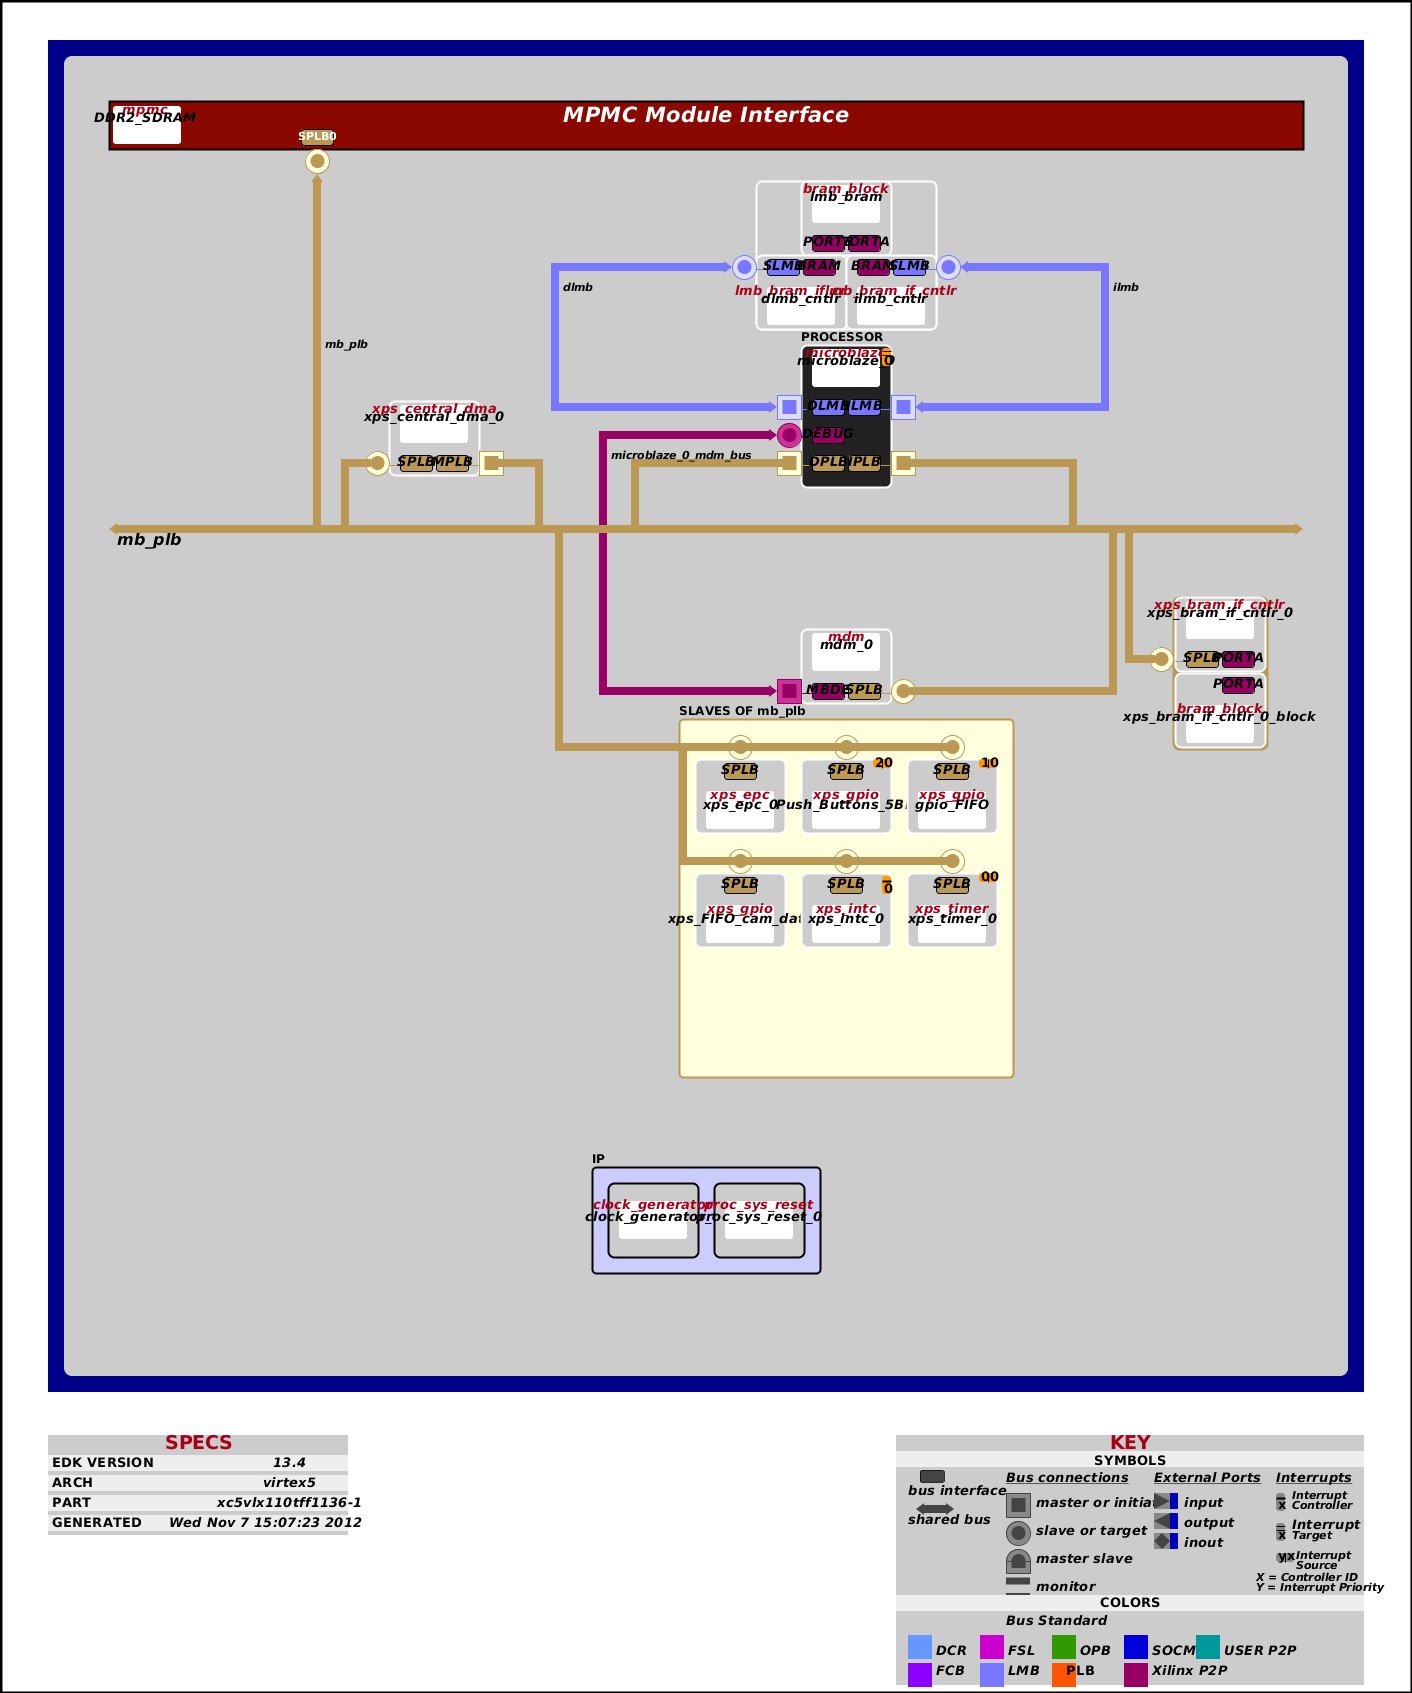 MPMC Module Interface
mpmc
DDR2_SDRAM
SPLB0
bram_block
lmb_bram
PORTB PORTA
SLMB BRAM BRAM SLMB
dlmb
ilmb
lmb_bram_if_cntlr lmb_bram_if_cntlr
dlmb_cntlr ilmb_cntlr
PROCESSOR
mb_plb
microblaze
microblaze_0
0
xps_central_dma
xps_central_dma_0
DLMB ILMB
DEBUG
microblaze_0_mdm_bus
SPLB MPLB
DPLB IPLB
mb_plb
xps_bram_if_cntlr
xps_bram_if_cntlr_0
mdm
mdm_0
SPLB PORTA
PORTA
MBDEBUG SPLB
bram_block
xps_bram_if_cntlr_0_block
SLAVES OF mb_plb
20 10
SPLB SPLB SPLB
xps_epc xps_gpio xps_gpio
xps_epc_0 Push_Buttons_5B gpio_FIFO
00
SPLB SPLB 0 SPLB
xps_gpio xps_intc xps_timer
xps_FIFO_cam_dat xps_intc_0 xps_timer_0
IP
clock_generator proc_sys_reset
clock_generator_ proc_sys_reset_0
SPECS
EDK VERSION 13.4
ARCH virtex5
PART xc5vlx110tff1136-1
GENERATED Wed Nov 7 15:07:23 2012
KEY
SYMBOLS
bus interface
shared bus
Bus connections
master or initiat
slave or target
master slave
monitor
External Ports
input
output
inout
Interrupts
x
Interrupt
Controller
x
Interrupt
Target
yx
Interrupt
Source
X = Controller ID
Y = Interrupt Priority
COLORS
Bus Standard
DCR FSL OPB SOCM USER P2P
FCB LMB PLB Xilinx P2P